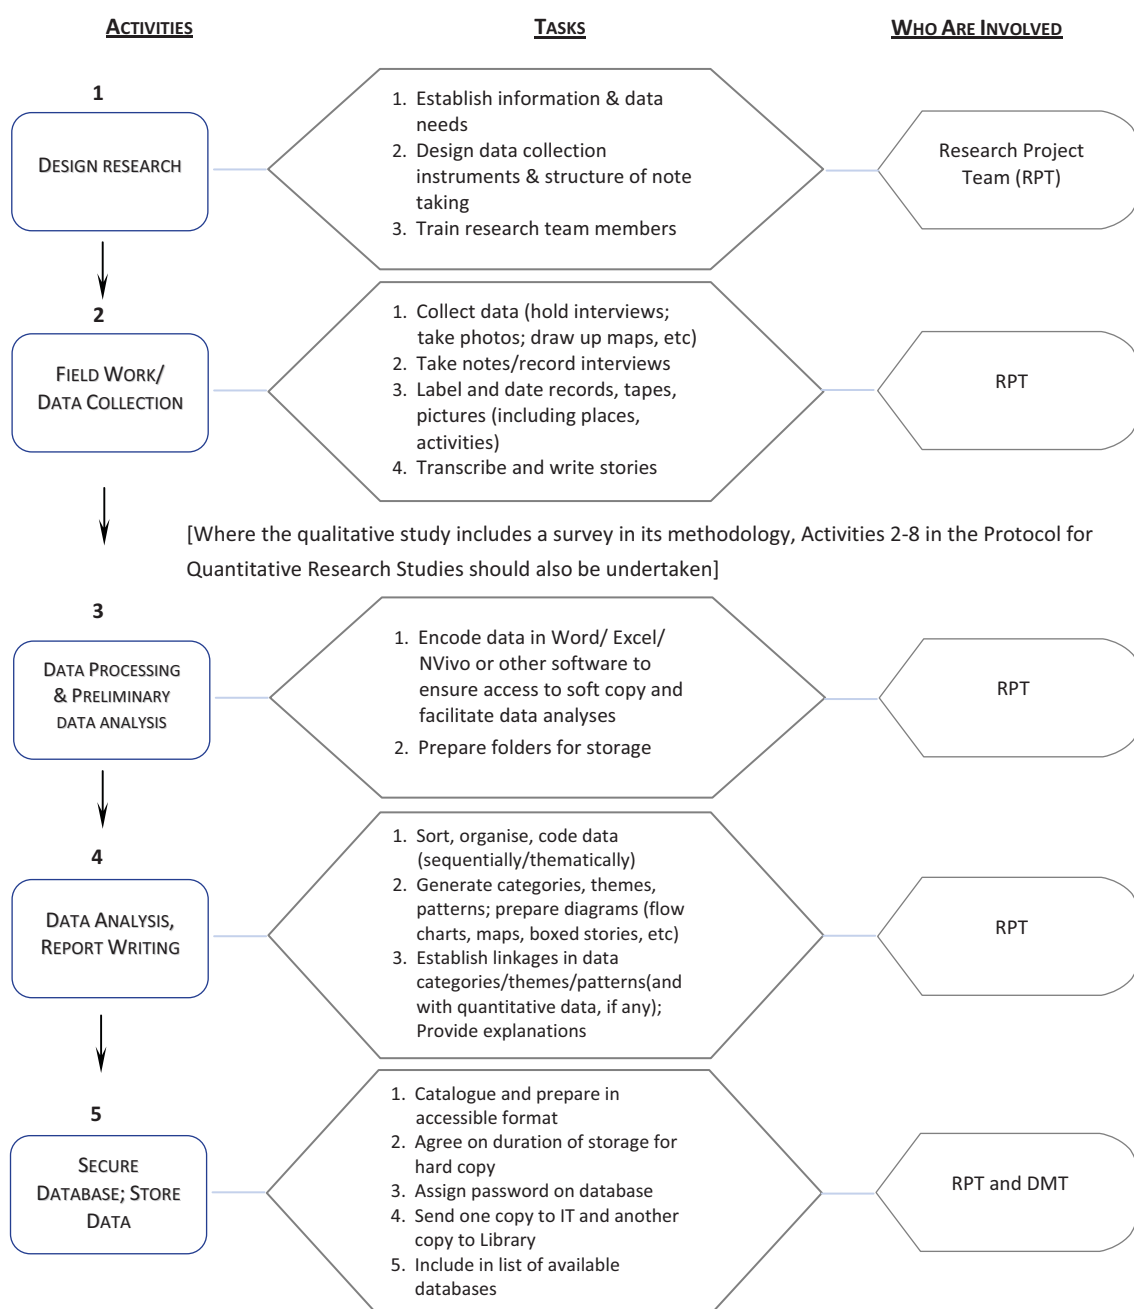 ACTIVITIES
TASKS
WHO ARE INVOLVED
1
DESIGN RESEARCH
1. Establish information & data
needs
2. Design data collection
instruments & structure of note
taking
3. Train research team members
Research Project
Team (RPT)
2
FIELD WORK/
DATA COLLECTION
1. Collect data (hold interviews;
take photos; draw up maps, etc)
2. Take notes/record interviews
3. Label and date records, tapes,
pictures (including places,
activities)
4. Transcribe and write stories
RPT
[Where the qualitative study includes a survey in its methodology, Activities 2-8 in the Protocol for
Quantitative Research Studies should also be undertaken]
3
DATA PROCESSING
& PRELIMINARY
DATA ANALYSIS
1. Encode data in Word/ Excel/
NVivo or other software to
ensure access to soft copy and
facilitate data analyses
2. Prepare folders for storage
RPT
4
DATA ANALYSIS,
REPORT WRITING
1. Sort, organise, code data
(sequentially/thematically)
2. Generate categories, themes,
patterns; prepare diagrams (flow
charts, maps, boxed stories, etc)
3. Establish linkages in data
categories/themes/patterns(and
with quantitative data, if any);
Provide explanations
RPT
5
SECURE
DATABASE; STORE
DATA
1. Catalogue and prepare in
accessible format
2. Agree on duration of storage for
hard copy
3. Assign password on database
4. Send one copy to IT and another
copy to Library
5. Include in list of available
databases
RPT and DMT